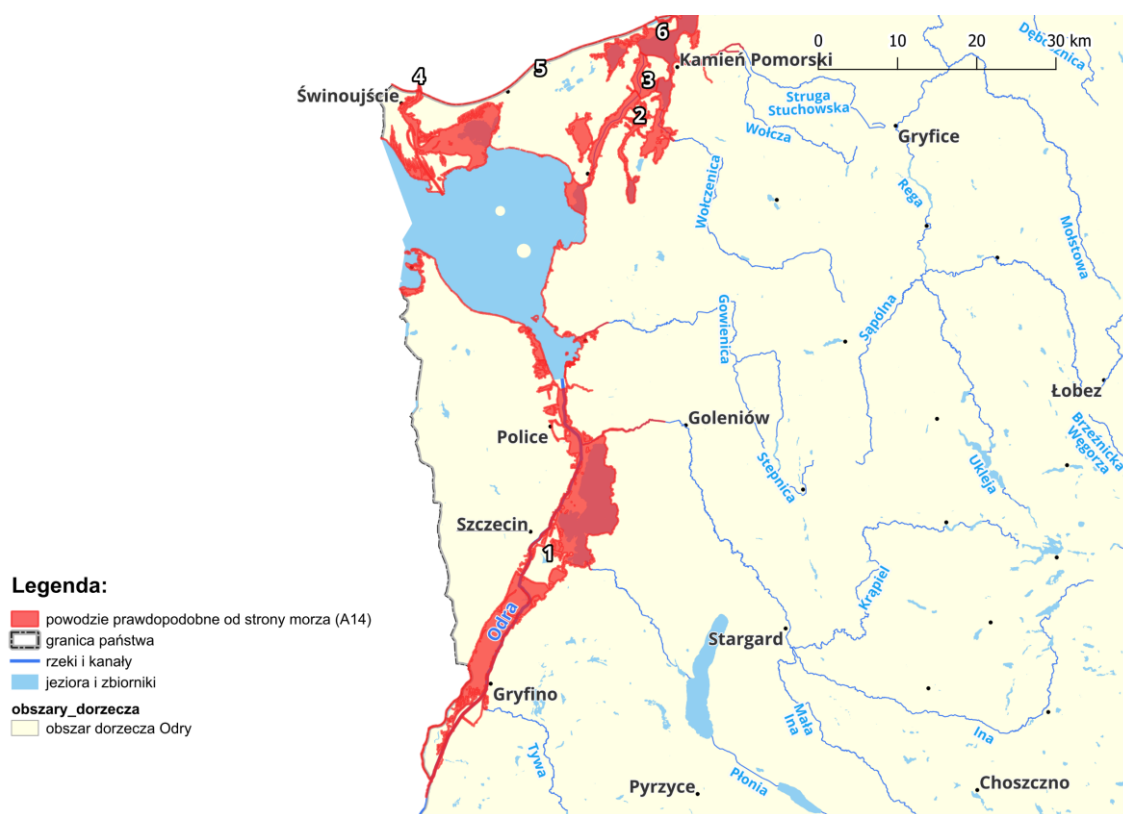 6
0 10 20 30 km
Dębosznica
5
Kamień Pomorski
4
3
Świnoujście
Struga
Stuchowska
2
Wołcza
Gryfice
Rega
Wołczenica
Mołstowa
Gowienica
Sąpólna
Łobez
Goleniów
Police
Brzeźnicka
Węgorza
Stepnica
Ukleja
Szczecin
1
Krąpiel
Legenda:
powodzie prawdopodobne od strony morza (A14)
granica państwa
rzeki i kanały
jeziora i zbiorniki
obszary_dorzecza
obszar dorzecza Odry
Odra
Stargard
Gryfino
Mała
Ina
Ina
Tywa
Płonia
Pyrzyce
Choszczno